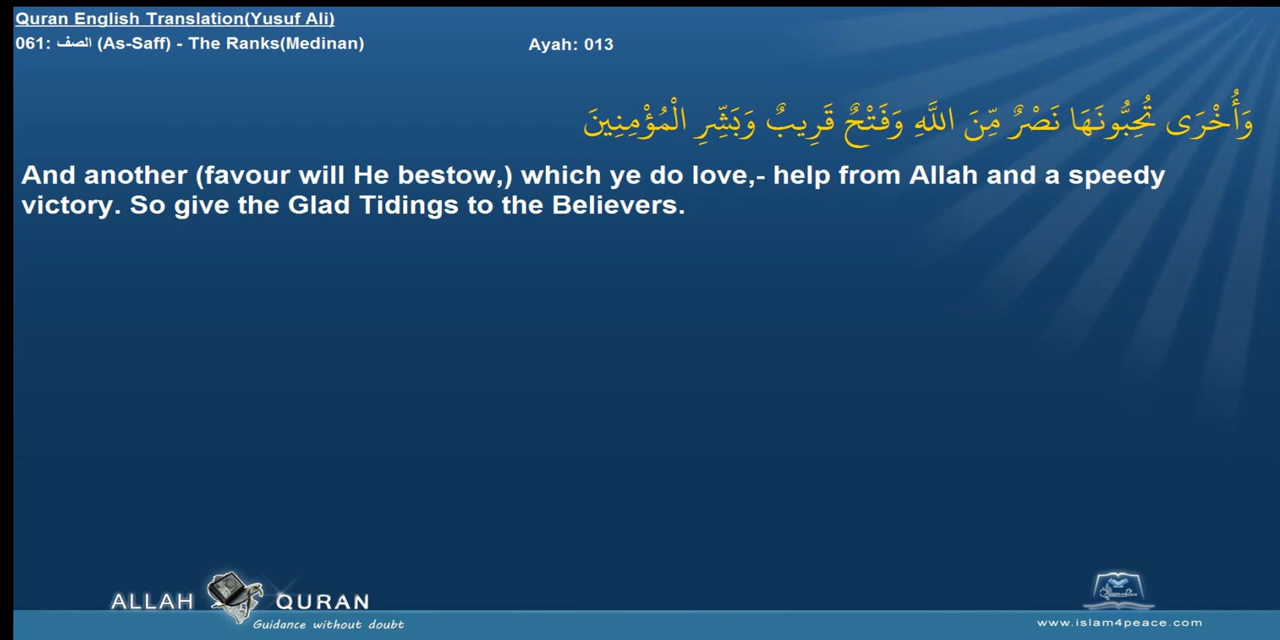 Quran English Translation(Yusuf Ali)
061: الصف (As-Saff) - The Ranks(Medinan) Ayah: 013
وَأُخْرَى تُحِبُّونَهَا نَصْرٌ مِّنَ اللَّهِ وَفَتْحٌ قَرِيبٌ وَبَشِّرِ الْمُؤْمِنِينَ
And another (favour will He bestow,) which ye do love,- help from Allah and a speedy
victory. So give the Glad Tidings to the Believers.
ALLAH QURAN
Guidance without doubt
www.islam4peace.com